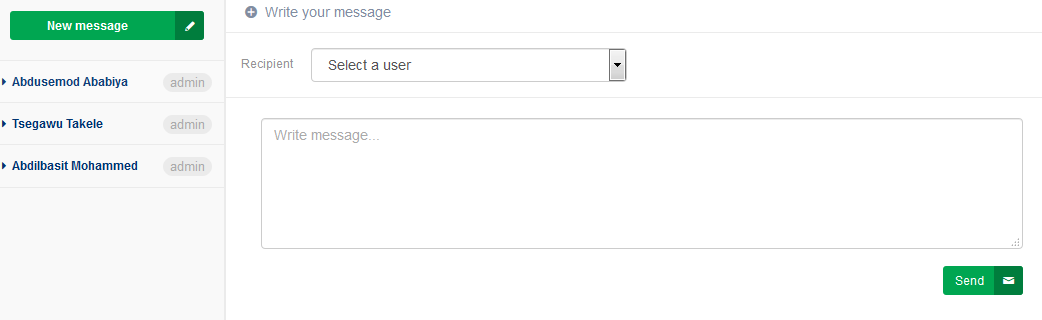 New message
Abdusemod Ababiya admin
Tsegawu Takele admin
Abdilbasit Mohammed admin
Write your message
Recipient Select a user
Write message...
Send